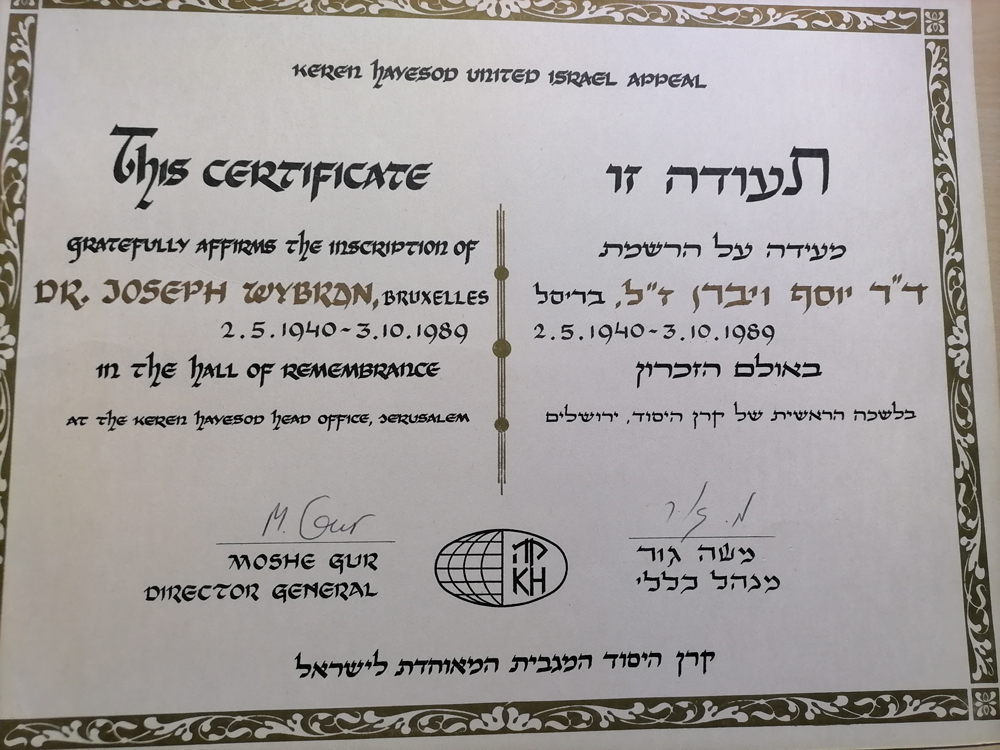 KEREN HAYESOD UNITED ISRAEL APPEAL
This CERTIFICATE
GRATEFULLY AFFIRMS THE INSCRIPTION OF
DR. JOSEPH WYBRAN, BRUXELLES
2.5.1940-3.10.1989
IN THE HALL OF REMEMBRANCE
AT THE KEREN HAYESOD HEAD OFFICE, JERUSALEM
M. Gur
MOSHE GUR
DIRECTOR GENERAL
תעודה זו
מעידה על הרשמת
ד"ר יוסף ויברן ז"ל, בריסל
2.5.1940-3.10.1989
באולם הזכרון
בלשכה הראשית של קרן היסוד, ירושלים
מ. גור
משה גור
מנהל כללי
קה
KH
קרן היסוד המגבית המאוחדת לישראל